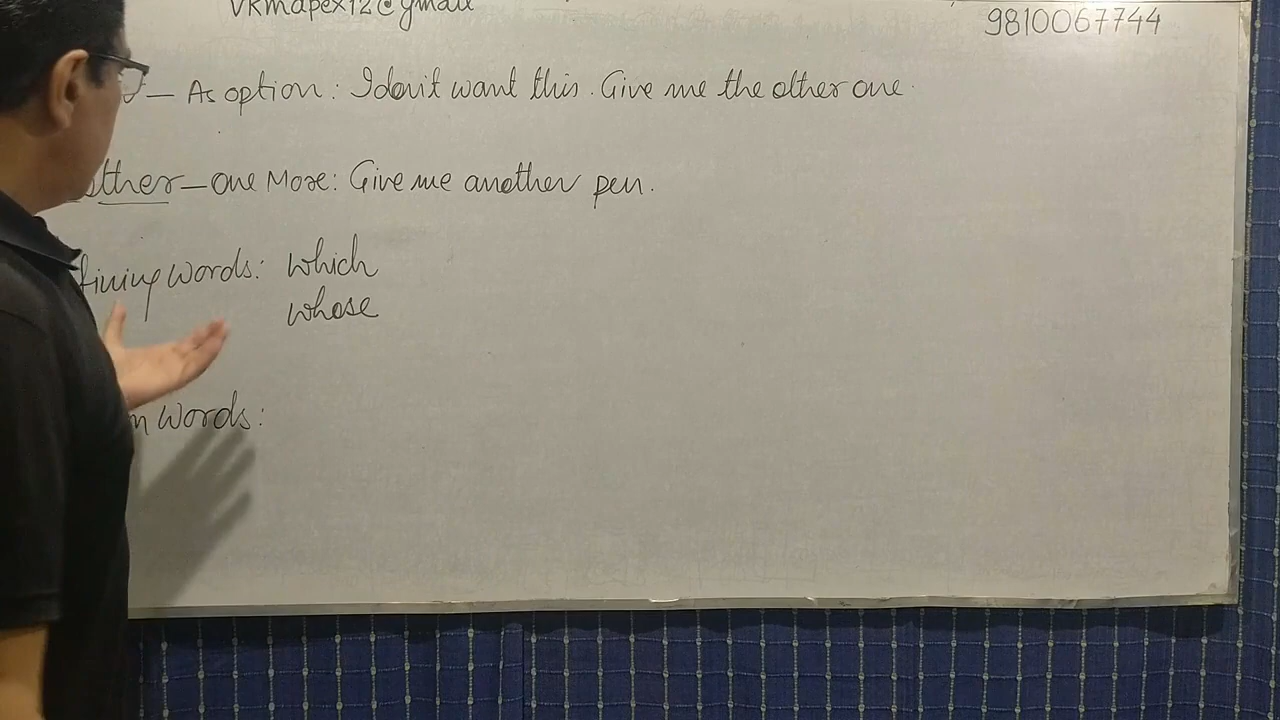 vkmapex12@gmail
9810067744
— As option: I don't want this. Give me the other one.
other — one More: Give me another pen.
fining words: which
whose
n Words: